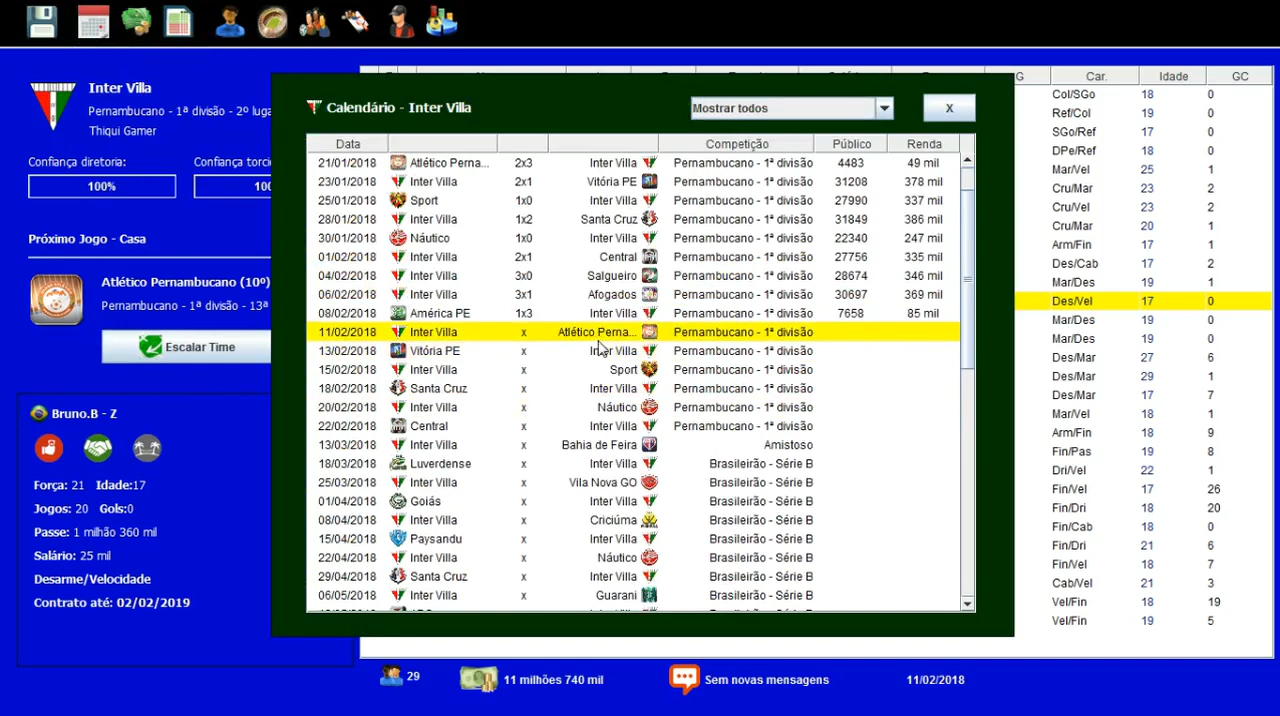 Inter Villa
Pernambucano - 1ª divisão - 2º luga
Thiqui Gamer
Confiança diretoria:
Confiança torcid
100%
100
Próximo Jogo - Casa
Atlético Pernambucano (10º)
Pernambucano - 1ª divisão - 13ª
Escalar Time
Bruno.B - Z
Força: 21 Idade:17
Jogos: 20 Gols:0
Passe: 1 milhão 360 mil
Salário: 25 mil
Desarme/Velocidade
Contrato até: 02/02/2019
Calendário - Inter Villa
Mostrar todos
X
Data Competição Público Renda
21/01/2018 Atlético Perna... 2x3 Inter Villa Pernambucano - 1ª divisão 4483 49 mil
23/01/2018 Inter Villa 2x1 Vitória PE Pernambucano - 1ª divisão 31208 378 mil
25/01/2018 Sport 1x0 Inter Villa Pernambucano - 1ª divisão 27990 337 mil
28/01/2018 Inter Villa 1x2 Santa Cruz Pernambucano - 1ª divisão 31849 386 mil
30/01/2018 Náutico 1x0 Inter Villa Pernambucano - 1ª divisão 22340 247 mil
01/02/2018 Inter Villa 2x1 Central Pernambucano - 1ª divisão 27756 335 mil
04/02/2018 Inter Villa 3x0 Salgueiro Pernambucano - 1ª divisão 28674 346 mil
06/02/2018 Inter Villa 3x1 Afogados Pernambucano - 1ª divisão 30697 369 mil
08/02/2018 América PE 1x3 Inter Villa Pernambucano - 1ª divisão 7658 85 mil
11/02/2018 Inter Villa x Atlético Perna... Pernambucano - 1ª divisão
13/02/2018 Vitória PE x Inter Villa Pernambucano - 1ª divisão
15/02/2018 Inter Villa x Sport Pernambucano - 1ª divisão
18/02/2018 Santa Cruz x Inter Villa Pernambucano - 1ª divisão
20/02/2018 Inter Villa x Náutico Pernambucano - 1ª divisão
22/02/2018 Central x Inter Villa Pernambucano - 1ª divisão
13/03/2018 Inter Villa x Bahia de Feira Amistoso
18/03/2018 Luverdense x Inter Villa Brasileirão - Série B
25/03/2018 Inter Villa x Vila Nova GO Brasileirão - Série B
01/04/2018 Goiás x Inter Villa Brasileirão - Série B
08/04/2018 Inter Villa x Criciúma Brasileirão - Série B
15/04/2018 Paysandu x Inter Villa Brasileirão - Série B
22/04/2018 Inter Villa x Náutico Brasileirão - Série B
29/04/2018 Santa Cruz x Inter Villa Brasileirão - Série B
06/05/2018 Inter Villa x Guarani Brasileirão - Série B
G Car. Idade GC
Col/SGo 18 0
Ref/Col 19 0
SGo/Ref 17 0
DPe/Ref 18 0
Mar/Vel 25 1
Cru/Mar 23 2
Cru/Vel 23 2
Cru/Mar 20 1
Arm/Fin 17 1
Des/Cab 17 2
Mar/Des 19 1
Des/Vel 17 0
Mar/Des 19 0
Mar/Des 19 0
Des/Mar 27 6
Des/Mar 29 1
Des/Mar 17 7
Mar/Vel 18 1
Arm/Fin 18 9
Fin/Pas 19 8
Dri/Vel 22 1
Fin/Vel 17 26
Fin/Dri 18 20
Fin/Cab 18 0
Fin/Dri 21 6
Fin/Vel 18 7
Cab/Vel 21 3
Vel/Fin 18 19
Vel/Fin 19 5
29
11 milhões 740 mil
Sem novas mensagens
11/02/2018